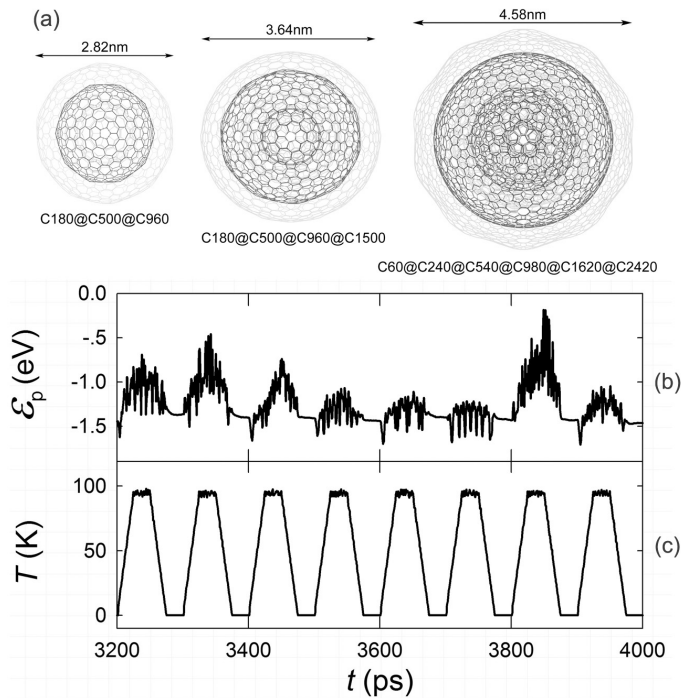 (a)
2.82nm
3.64nm
4.58nm
C180@C500@C960
C180@C500@C960@C1500
C60@C240@C540@C980@C1620@C2420
0.0
-.5
-1.0
-1.5
εp (eV)
(b)
100
50
0
T (K)
(c)
3200 3400 3600 3800 4000
t (ps)